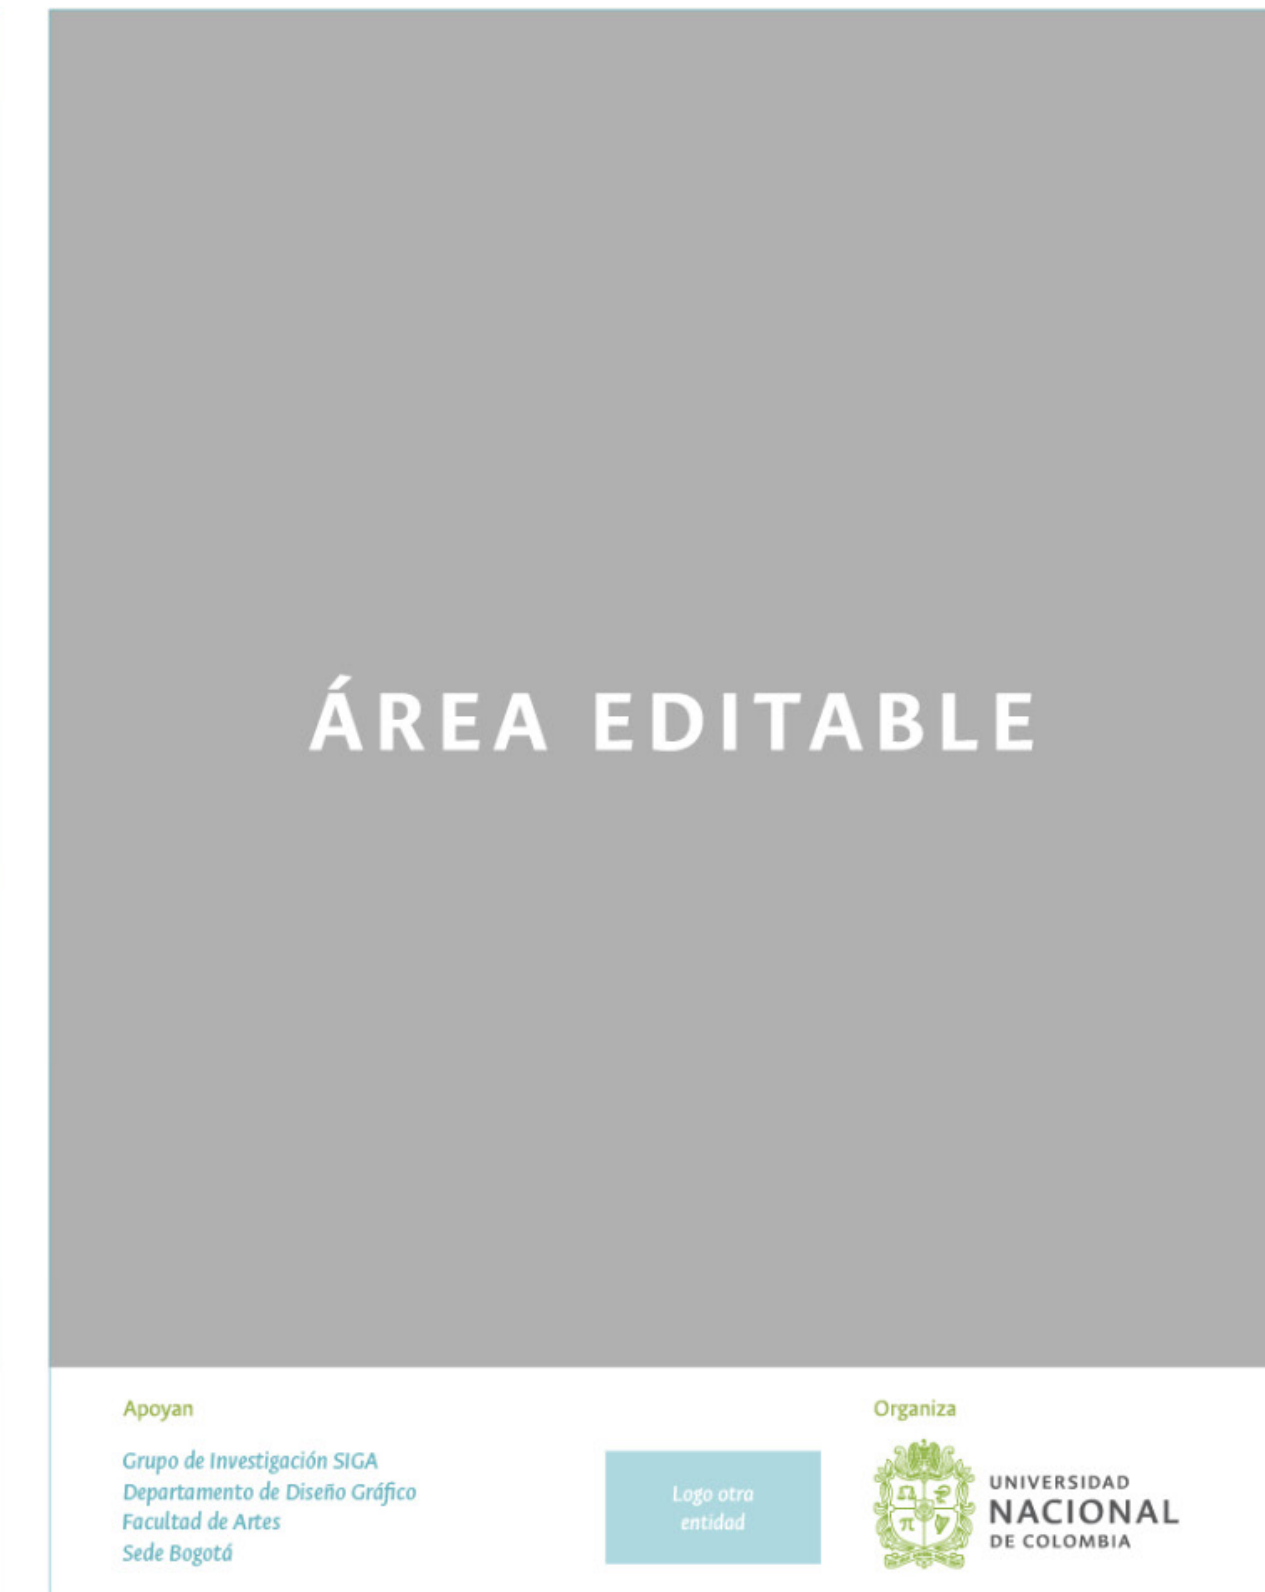 ÁREA EDITABLE
Apoyan
Grupo de Investigación SIGA
Departamento de Diseño Gráfico
Facultad de Artes
Sede Bogotá
Logo otra
entidad
Organiza
UNIVERSIDAD
NACIONAL
DE COLOMBIA